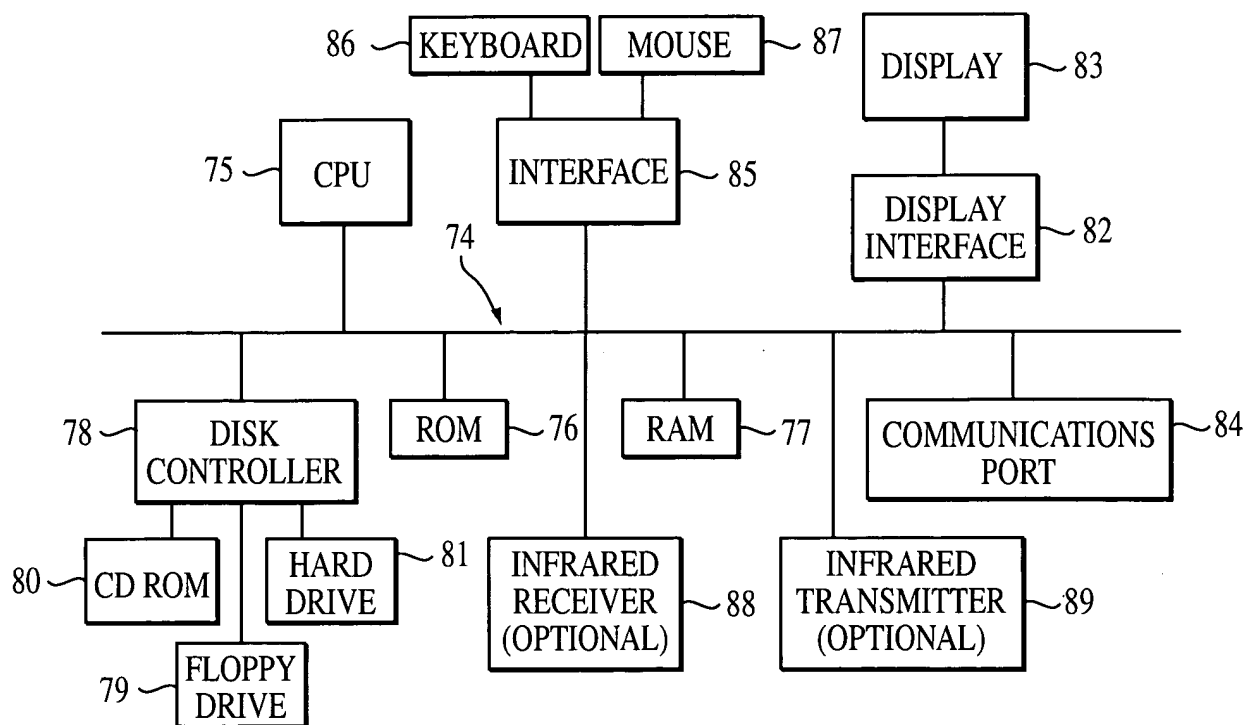 86
KEYBOARD
MOUSE
87
DISPLAY
83
75
CPU
INTERFACE
85
DISPLAY
INTERFACE
82
74
78
DISK
CONTROLLER
ROM
76
RAM
77
COMMUNICATIONS
PORT
84
80
CD ROM
HARD
DRIVE
81
INFRARED
RECEIVER
(OPTIONAL)
88
INFRARED
TRANSMITTER
(OPTIONAL)
89
79
FLOPPY
DRIVE